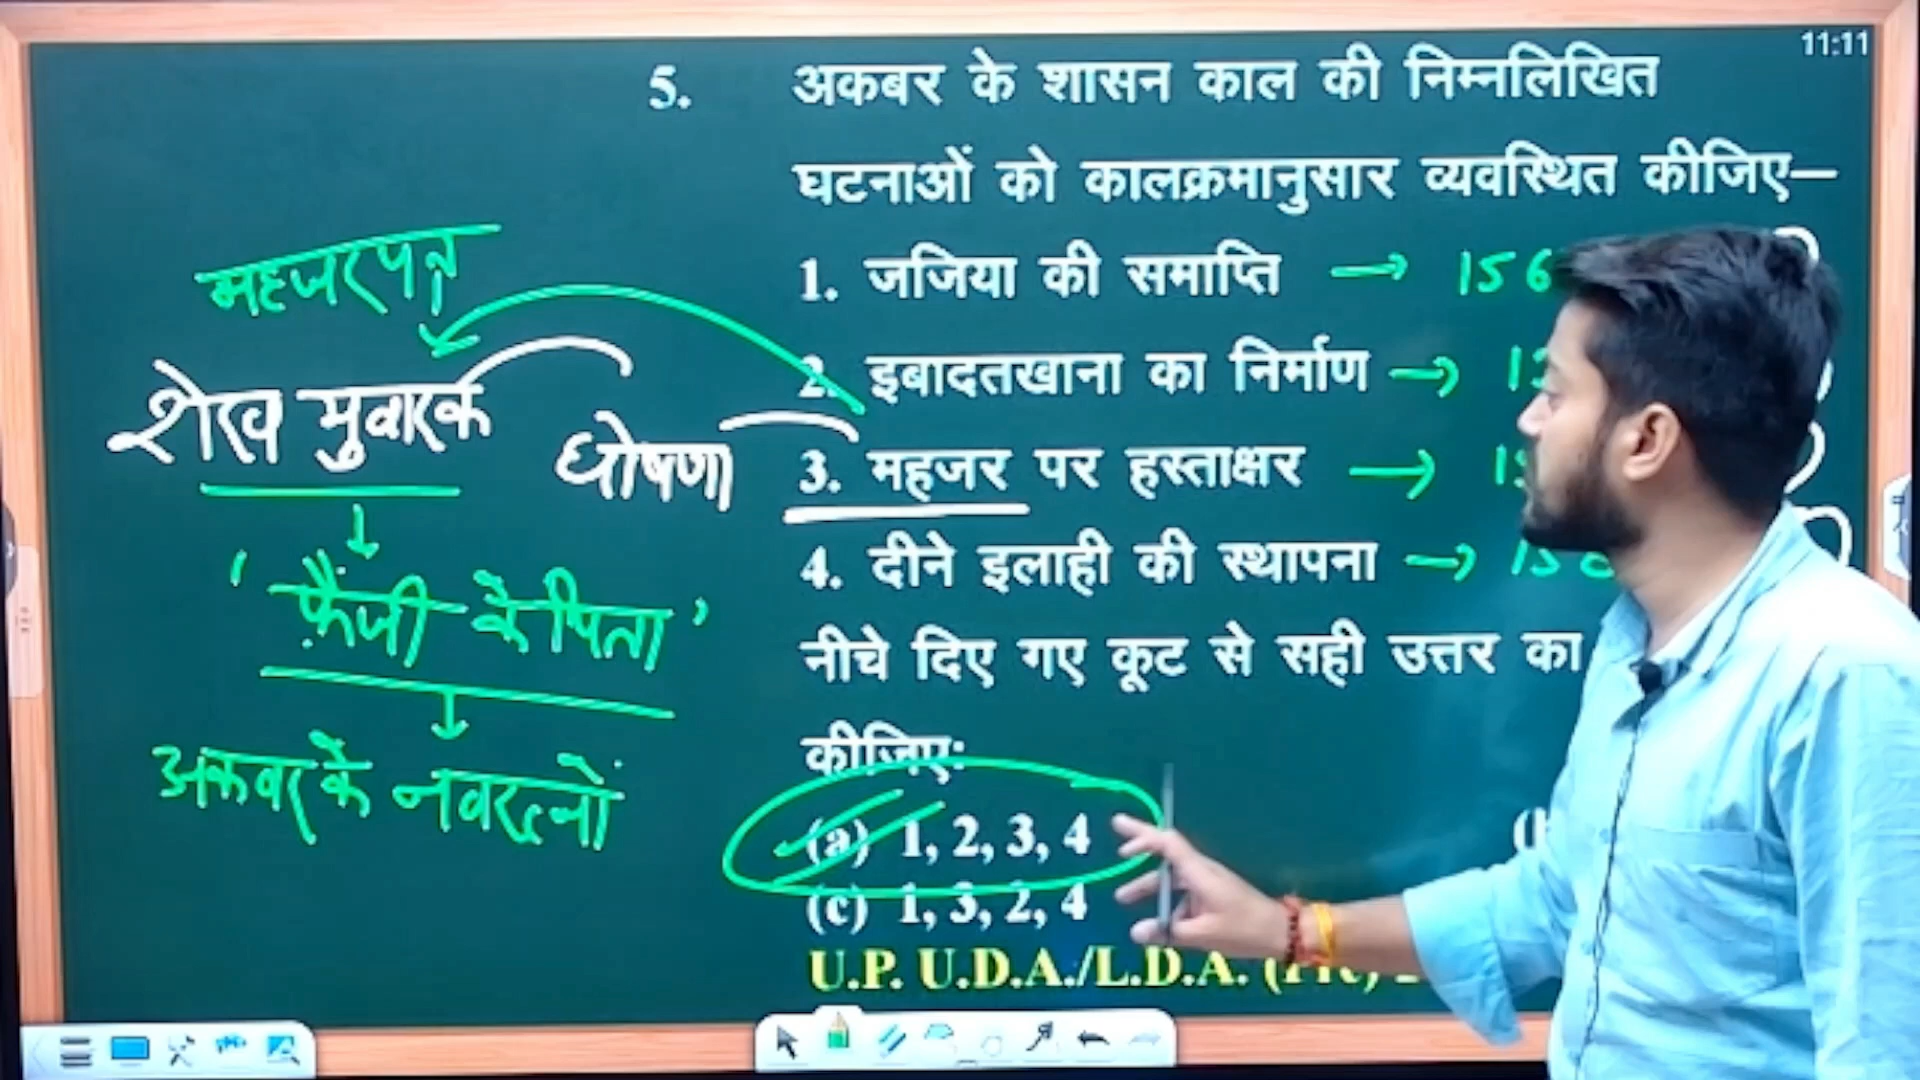 11:11
5. अकबर के शासन काल की निम्नलिखित
घटनाओं को कालक्रमानुसार व्यवस्थित कीजिए–
1. जजिया की समाप्ति → 156
2. इबादतखाना का निर्माण →
3. महजर पर हस्ताक्षर →
4. दीने इलाही की स्थापना →
नीचे दिए गए कूट से सही उत्तर का
कीजिए:
(a) 1, 2, 3, 4
(c) 1, 3, 2, 4
U.P. U.D.A./L.D.A.
महजरपत्र
शेख मुबारक
घोषणा
'फ़ैजी के पिता'
अकबर के नवरत्नों